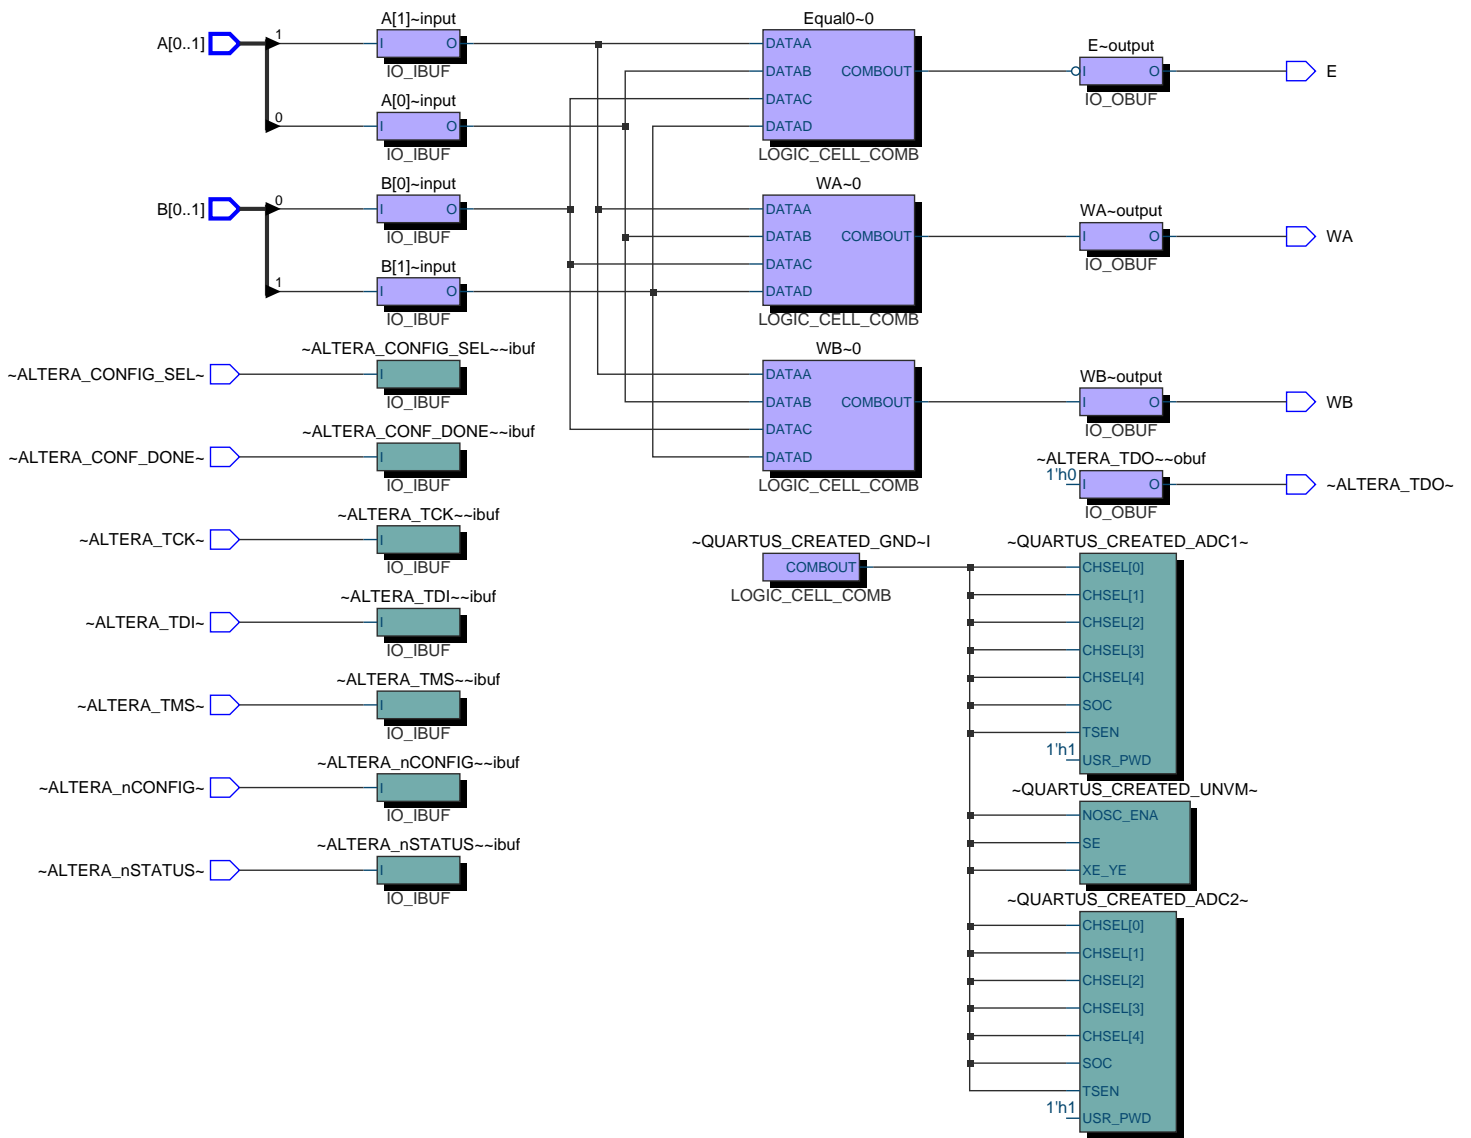 A[0..1]
1
0
A[1]~input
I
O
IO_IBUF
A[0]~input
I
O
IO_IBUF
B[0..1]
0
1
B[0]~input
I
O
IO_IBUF
B[1]~input
I
O
IO_IBUF
Equal0~0
DATAA
DATAB
COMBOUT
DATAC
DATAD
LOGIC_CELL_COMB
E~output
I
O
IO_OBUF
E
WA~0
DATAA
DATAB
COMBOUT
DATAC
DATAD
LOGIC_CELL_COMB
WA~output
I
O
IO_OBUF
WA
WB~0
DATAA
DATAB
COMBOUT
DATAC
DATAD
LOGIC_CELL_COMB
WB~output
I
O
IO_OBUF
WB
~ALTERA_CONFIG_SEL~
~ALTERA_CONFIG_SEL~~ibuf
I
IO_IBUF
~ALTERA_CONF_DONE~
~ALTERA_CONF_DONE~~ibuf
I
IO_IBUF
~ALTERA_TCK~
~ALTERA_TCK~~ibuf
I
IO_IBUF
~ALTERA_TDI~
~ALTERA_TDI~~ibuf
I
IO_IBUF
~ALTERA_TMS~
~ALTERA_TMS~~ibuf
I
IO_IBUF
~ALTERA_nCONFIG~
~ALTERA_nCONFIG~~ibuf
I
IO_IBUF
~ALTERA_nSTATUS~
~ALTERA_nSTATUS~~ibuf
I
IO_IBUF
~ALTERA_TDO~~obuf
1'h0
I
O
IO_OBUF
~ALTERA_TDO~
~QUARTUS_CREATED_GND~I
COMBOUT
LOGIC_CELL_COMB
~QUARTUS_CREATED_ADC1~
CHSEL[0]
CHSEL[1]
CHSEL[2]
CHSEL[3]
CHSEL[4]
SOC
TSEN
1'h1
USR_PWD
~QUARTUS_CREATED_UNVM~
NOSC_ENA
SE
XE_YE
~QUARTUS_CREATED_ADC2~
CHSEL[0]
CHSEL[1]
CHSEL[2]
CHSEL[3]
CHSEL[4]
SOC
TSEN
1'h1
USR_PWD